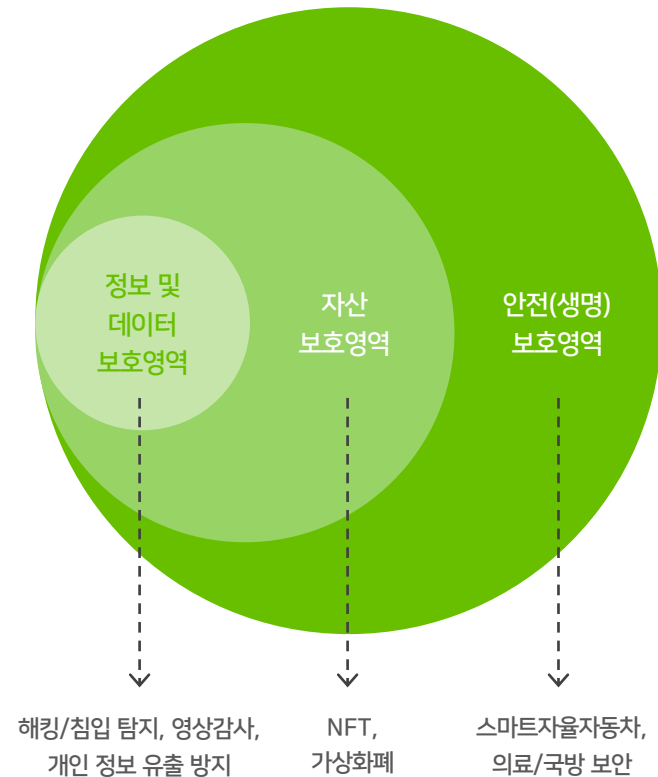 정보 및
데이터
보호영역
자산
보호영역
안전(생명)
보호영역
해킹/침입 탐지, 영상감사,
개인 정보 유출 방지
NFT,
가상화폐
스마트자율자동차,
의료/국방 보안